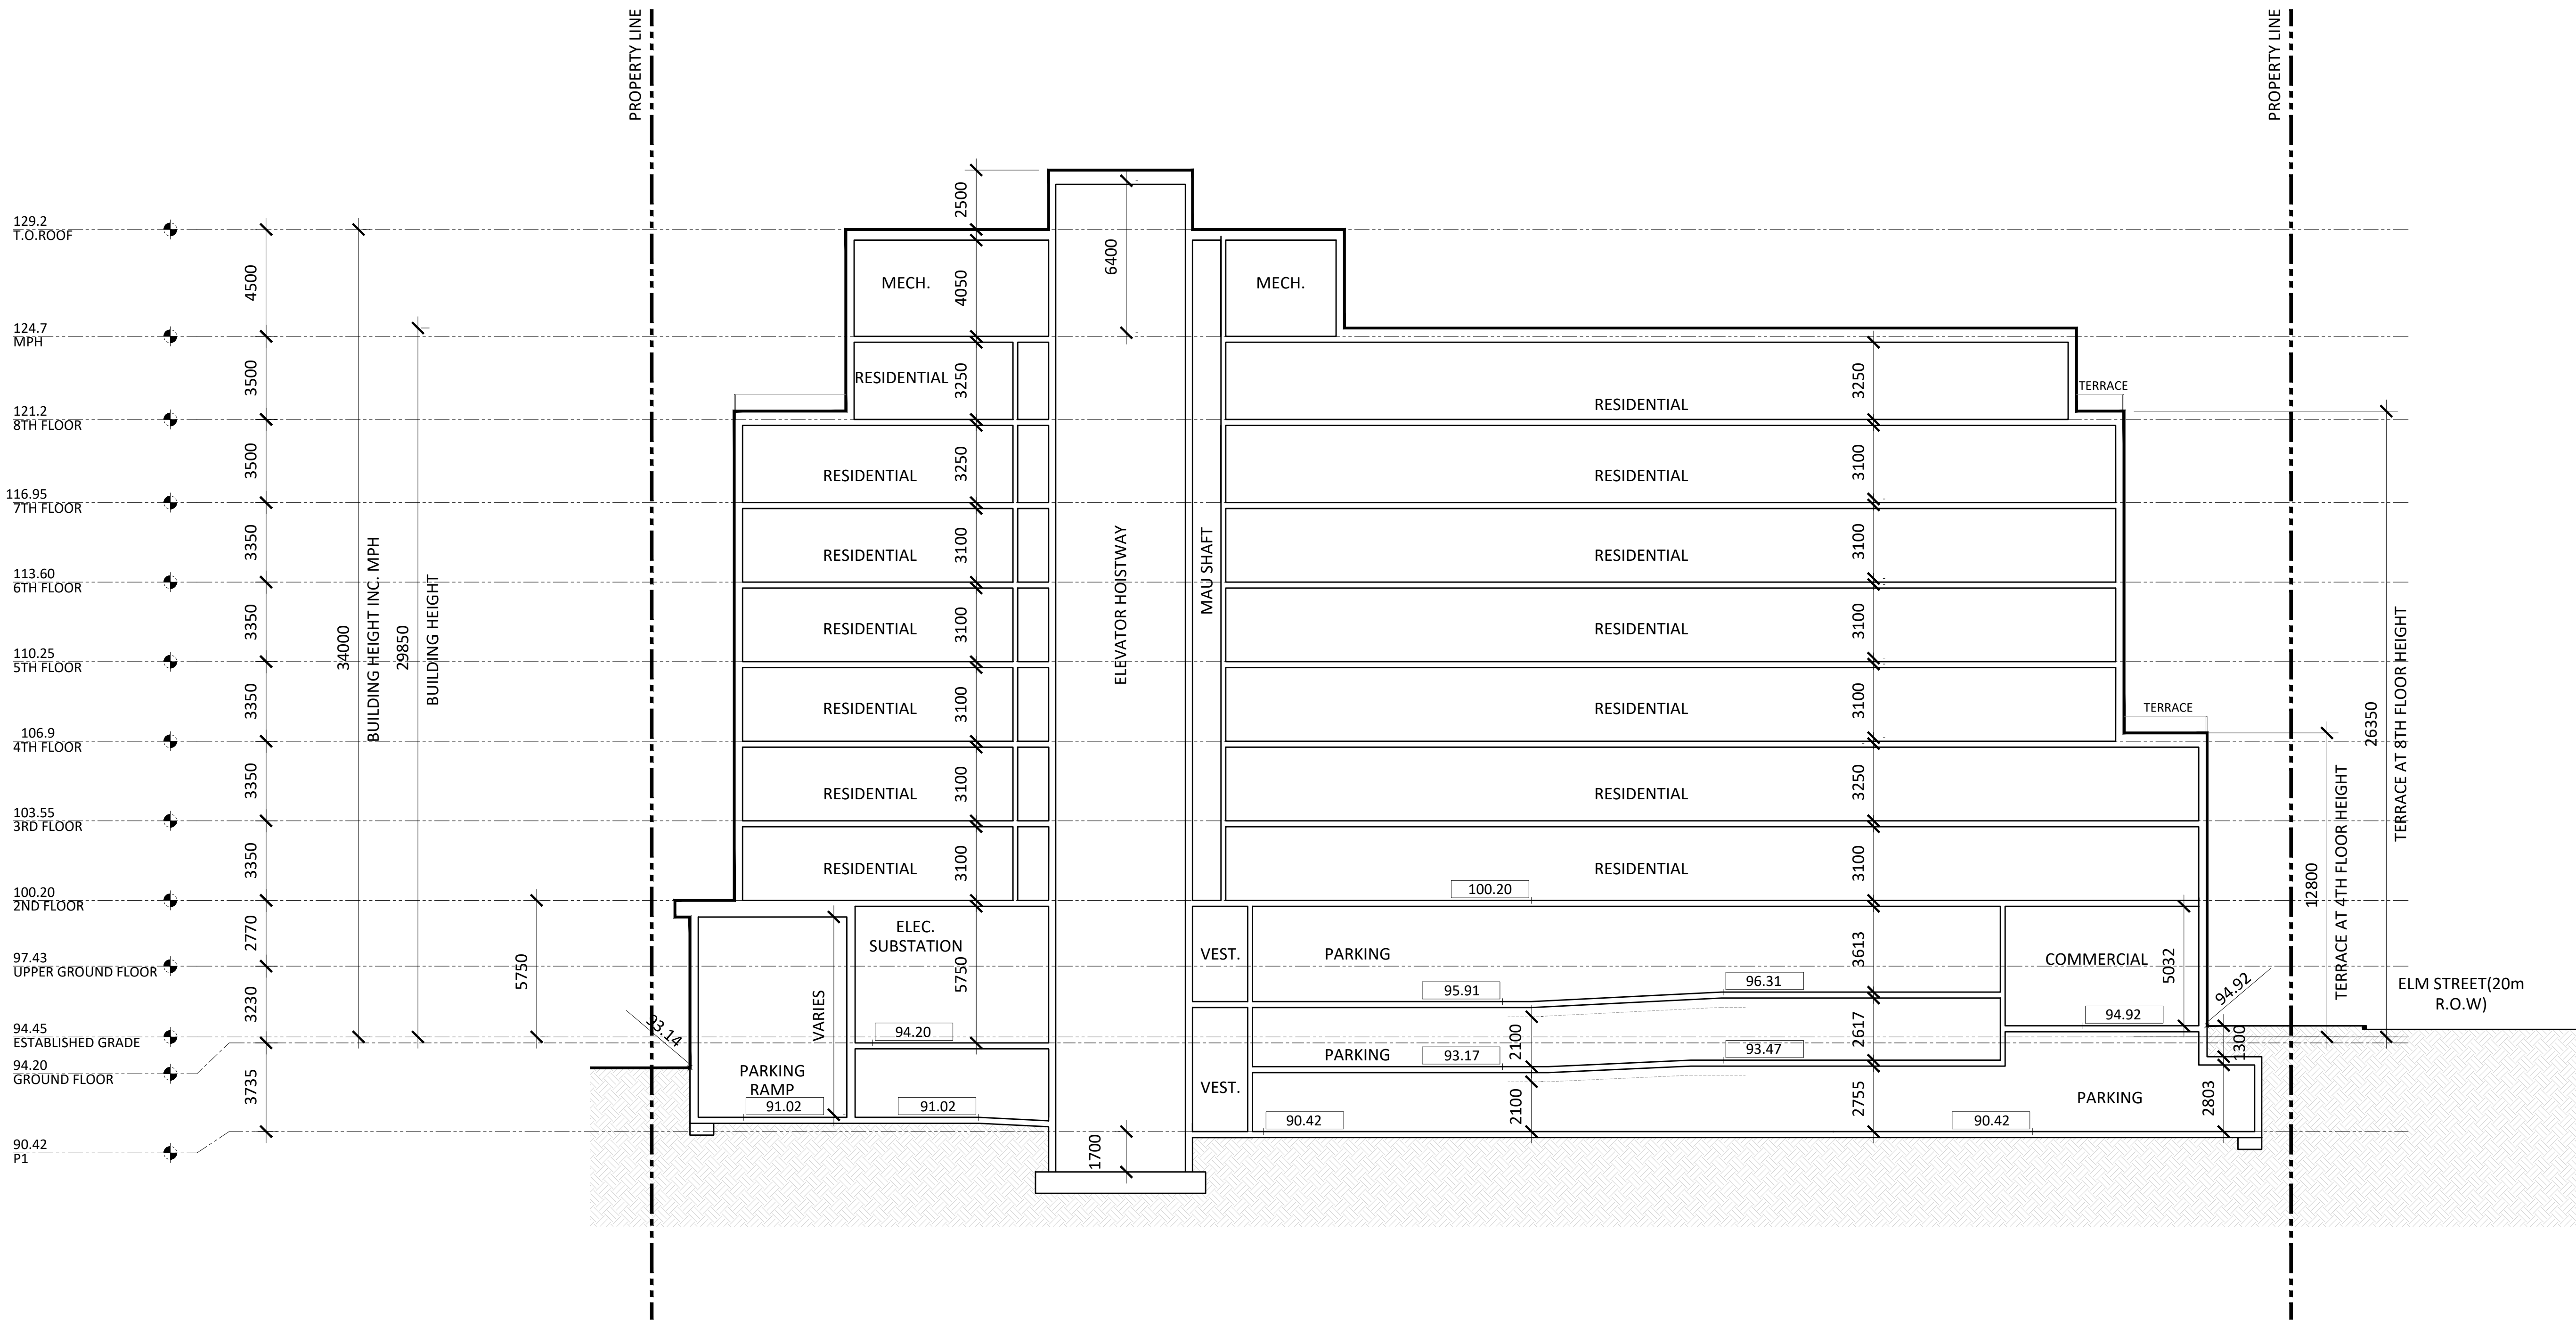 PROPERTY LINE
PROPERTY LINE
129.2
T.O.ROOF
124.7
MPH
121.2
8TH FLOOR
116.95
7TH FLOOR
113.60
6TH FLOOR
110.25
5TH FLOOR
106.9
4TH FLOOR
103.55
3RD FLOOR
100.20
2ND FLOOR
97.43
UPPER GROUND FLOOR
94.45
ESTABLISHED GRADE
94.20
GROUND FLOOR
90.42
P1
4500
3500
3500
3350
3350
3350
3350
3350
2770
3230
3735
34000
BUILDING HEIGHT INC. MPH
29850
BUILDING HEIGHT
5750
2500
4050
3250
3250
3100
3100
3100
3100
3100
5750
MECH.
RESIDENTIAL
RESIDENTIAL
RESIDENTIAL
RESIDENTIAL
RESIDENTIAL
RESIDENTIAL
RESIDENTIAL
ELEC.
SUBSTATION
94.20
VARIES
93.14
PARKING
RAMP
91.02
91.02
6400
ELEVATOR HOISTWAY
1700
MAU SHAFT
MECH.
VEST.
VEST.
RESIDENTIAL
RESIDENTIAL
RESIDENTIAL
RESIDENTIAL
RESIDENTIAL
RESIDENTIAL
RESIDENTIAL
3250
3100
3100
3100
3100
3250
3100
3613
2617
2755
100.20
PARKING
95.91
96.31
PARKING
93.17
93.47
2100
2100
90.42
90.42
PARKING
COMMERCIAL
5032
94.92
94.92
1300
2803
TERRACE
TERRACE
12800
TERRACE AT 4TH FLOOR HEIGHT
26350
TERRACE AT 8TH FLOOR HEIGHT
ELM STREET(20m
R.O.W)